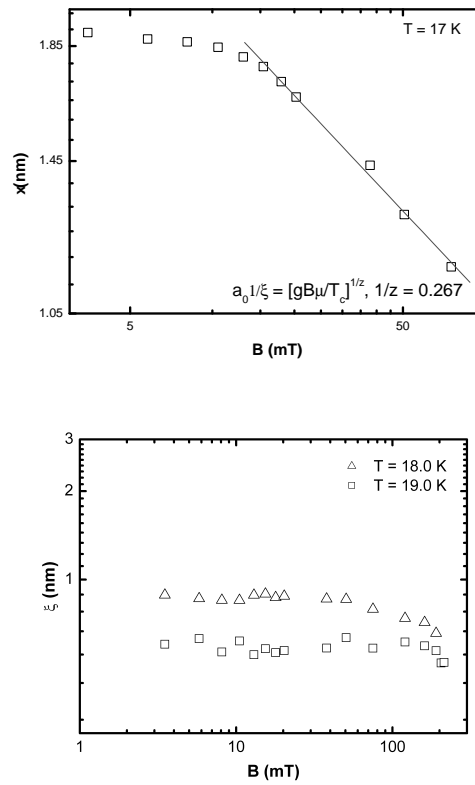 T = 17 K
1.85
1.45
1.05
x(nm)
a₀1/ξ = [gBμ/T_c]^{1/z}, 1/z = 0.267
5
50
B (mT)
3
2
1
ξ (nm)
△ T = 18.0 K
□ T = 19.0 K
1
10
100
B (mT)